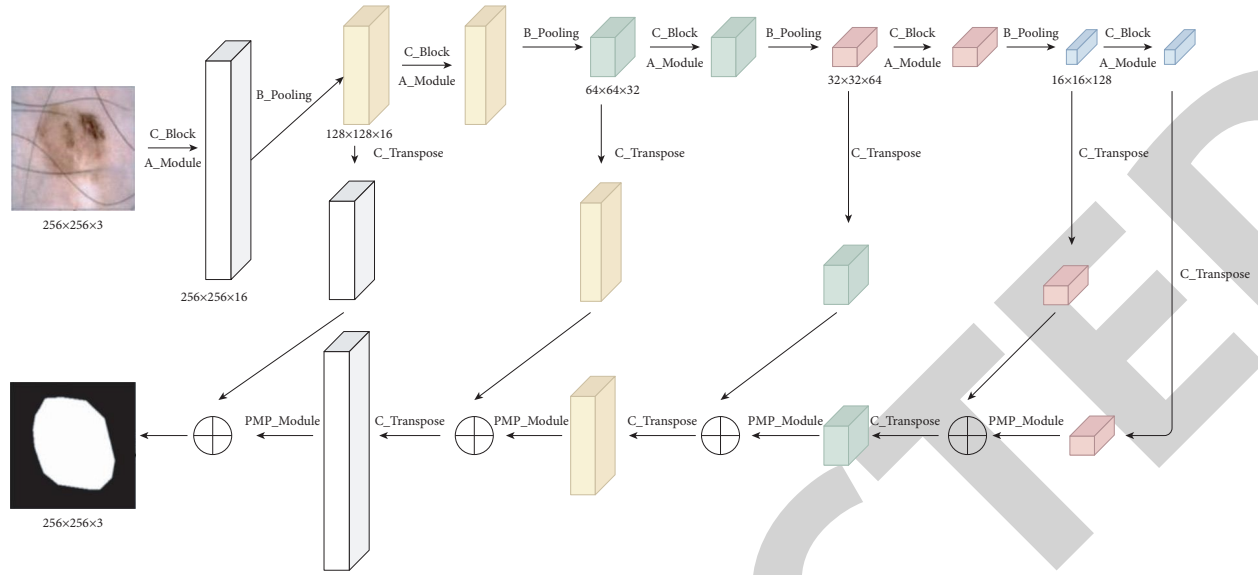 C_Block
A_Module
256×256×3
256×256×16
B_Pooling
128×128×16
C_Block
A_Module
B_Pooling
64×64×32
C_Block
A_Module
B_Pooling
32×32×64
C_Block
A_Module
B_Pooling
16×16×128
C_Block
A_Module
C_Transpose
C_Transpose
C_Transpose
C_Transpose
C_Transpose
PMP_Module
C_Transpose
PMP_Module
C_Transpose
PMP_Module
C_Transpose
PMP_Module
256×256×3
CTED